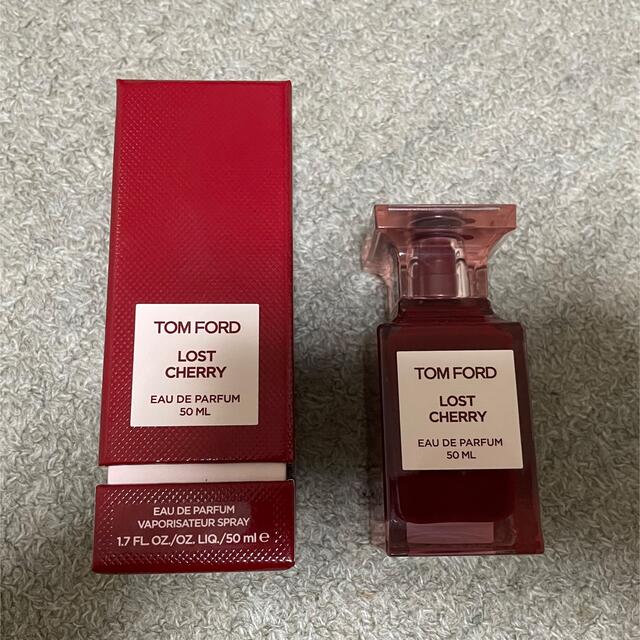 TOM FORD
LOST
CHERRY
EAU DE PARFUM
50 ML
EAU DE PARFUM
VAPORISATEUR SPRAY
1.7 FL. OZ./OZ. LIQ./50 ml ℮
TOM FORD
LOST
CHERRY
EAU DE PARFUM
50 ML